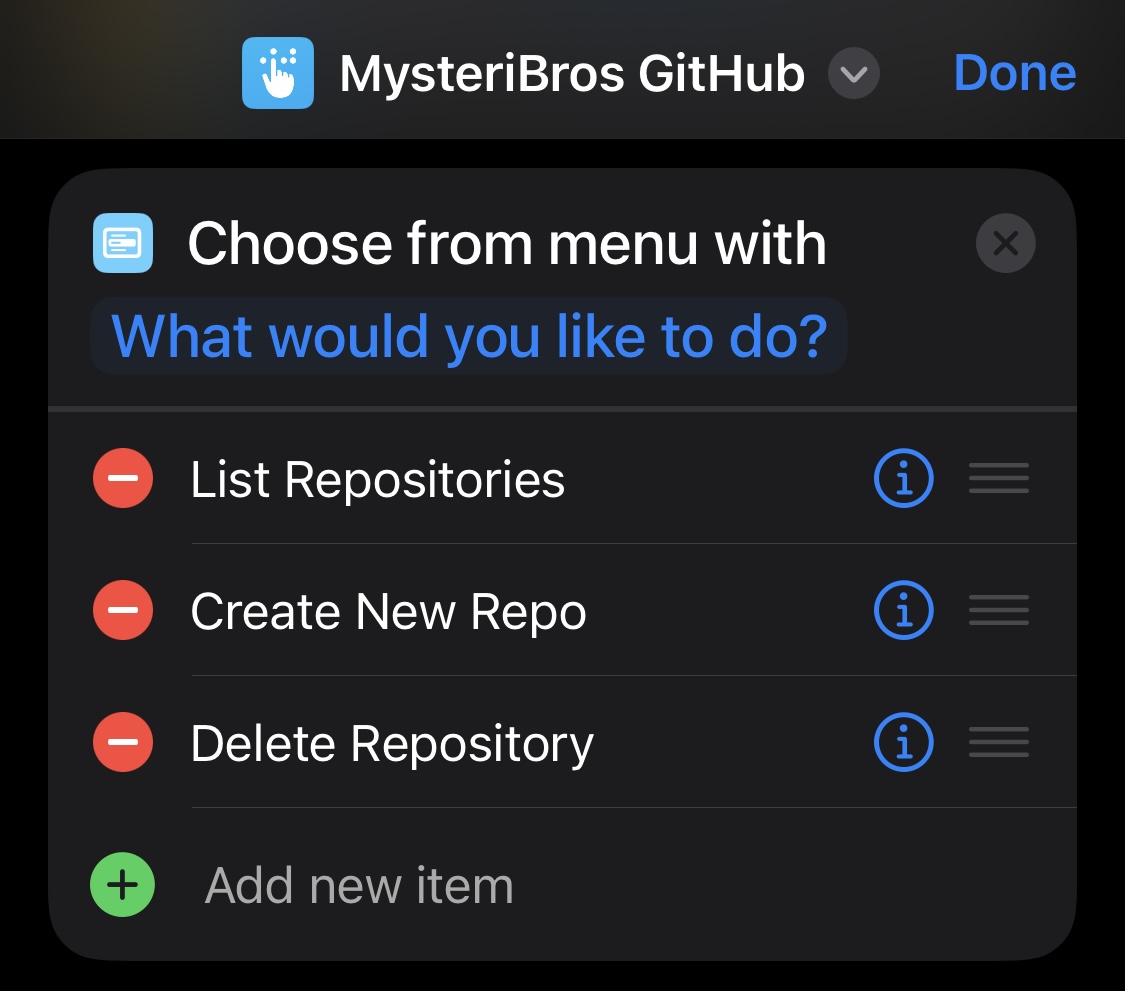 MysteriBros GitHub
Done
Choose from menu with
What would you like to do?
List Repositories
Create New Repo
Delete Repository
Add new item